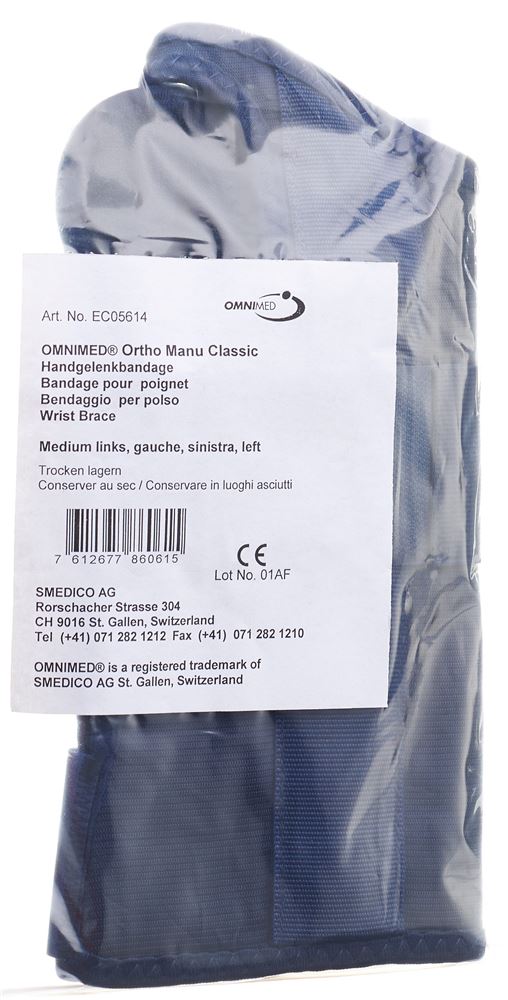 OMNIMED
Art. No. EC05614
OMNIMED® Ortho Manu Classic
Handgelenkbandage
Bandage pour poignet
Bendaggio per polso
Wrist Brace
Medium links, gauche, sinistra, left
Trocken lagern
Conserver au sec / Conservare in luoghi asciutti
7 612677 860615
CE
Lot No. 01AF
SMEDICO AG
Rorschacher Strasse 304
CH 9016 St. Gallen, Switzerland
Tel (+41) 071 282 1212 Fax (+41) 071 282 1210
OMNIMED® is a registered trademark of
SMEDICO AG St. Gallen, Switzerland